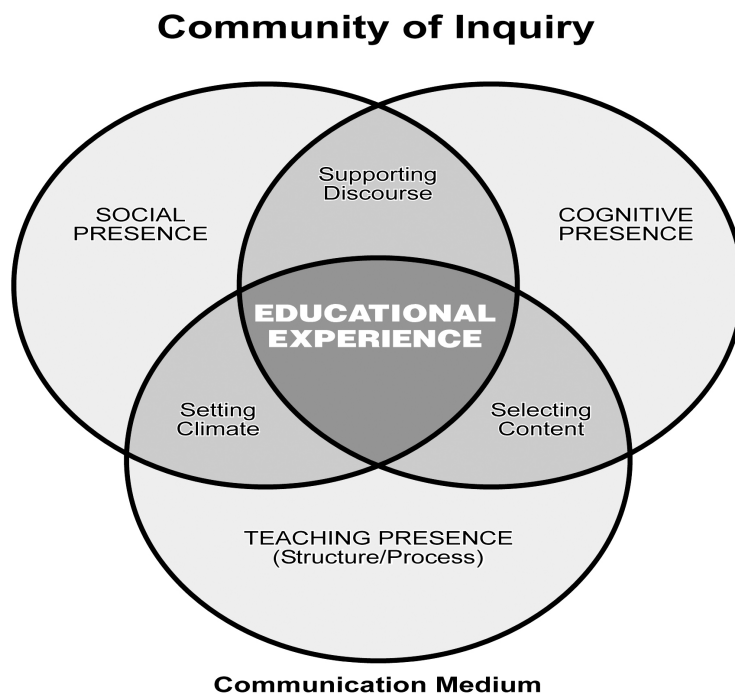 Community of Inquiry
Supporting
Discourse
SOCIAL
PRESENCE
COGNITIVE
PRESENCE
EDUCATIONAL
EXPERIENCE
Setting
Climate
Selecting
Content
TEACHING PRESENCE
(Structure/Process)
Communication Medium